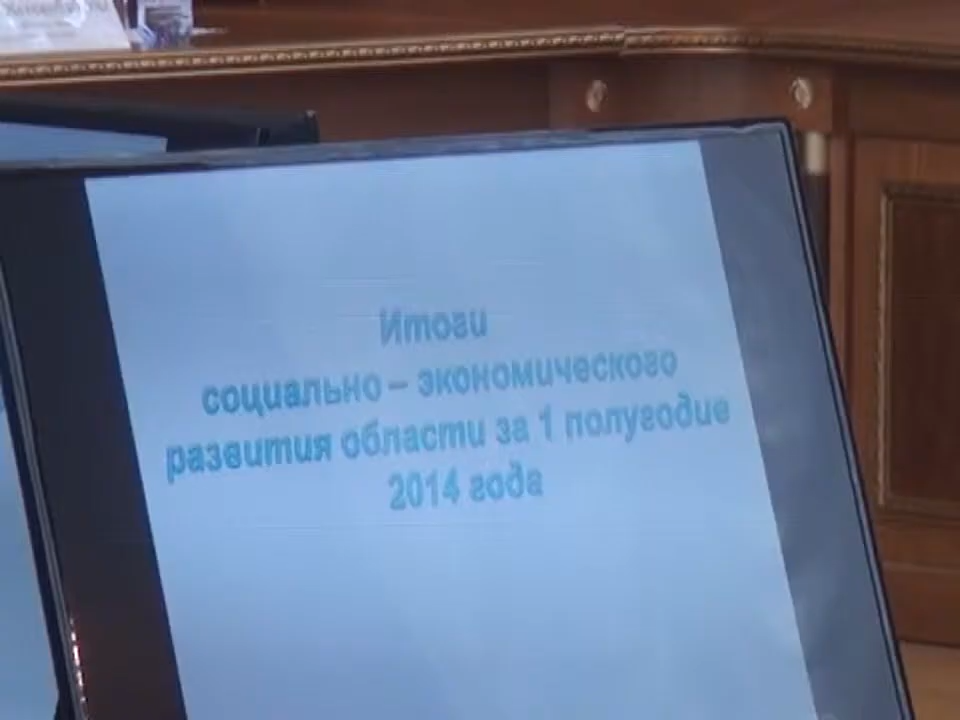 Итоги
социально – экономического
развития области за 1 полугодие
2014 года